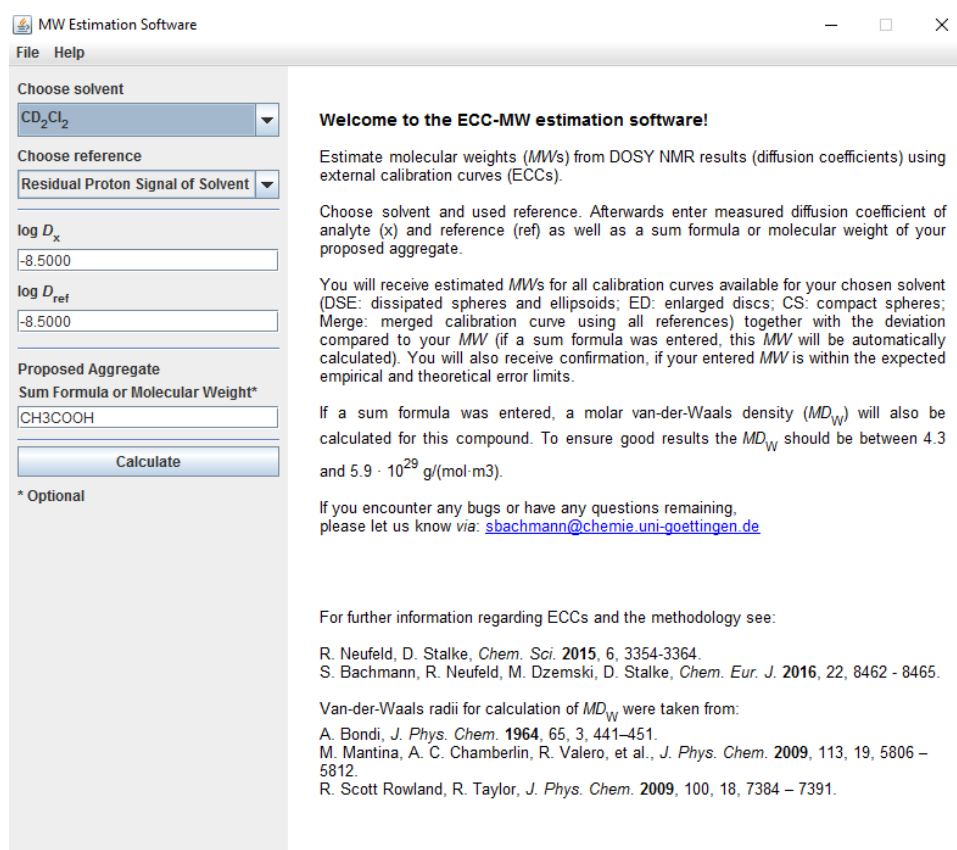 MW Estimation Software
File Help
Choose solvent
CD2Cl2
Choose reference
Residual Proton Signal of Solvent
log Dx
-8.5000
log Dref
-8.5000
Proposed Aggregate
Sum Formula or Molecular Weight*
CH3COOH
Calculate
* Optional
Welcome to the ECC-MW estimation software!
Estimate molecular weights (MWs) from DOSY NMR results (diffusion coefficients) using
external calibration curves (ECCs).
Choose solvent and used reference. Afterwards enter measured diffusion coefficient of
analyte (x) and reference (ref) as well as a sum formula or molecular weight of your
proposed aggregate.
You will receive estimated MWs for all calibration curves available for your chosen solvent
(DSE: dissipated spheres and ellipsoids; ED: enlarged discs; CS: compact spheres;
Merge: merged calibration curve using all references) together with the deviation
compared to your MW (if a sum formula was entered, this MW will be automatically
calculated). You will also receive confirmation, if your entered MW is within the expected
empirical and theoretical error limits.
If a sum formula was entered, a molar van-der-Waals density (MDW) will also be
calculated for this compound. To ensure good results the MDW should be between 4.3
and 5.9 · 10^29 g/(mol·m3).
If you encounter any bugs or have any questions remaining,
please let us know via: sbachmann@chemie.uni-goettingen.de
For further information regarding ECCs and the methodology see:
R. Neufeld, D. Stalke, Chem. Sci. 2015, 6, 3354-3364.
S. Bachmann, R. Neufeld, M. Dzemski, D. Stalke, Chem. Eur. J. 2016, 22, 8462 - 8465.
Van-der-Waals radii for calculation of MDW were taken from:
A. Bondi, J. Phys. Chem. 1964, 65, 3, 441–451.
M. Mantina, A. C. Chamberlin, R. Valero, et al., J. Phys. Chem. 2009, 113, 19, 5806 –
5812.
R. Scott Rowland, R. Taylor, J. Phys. Chem. 2009, 100, 18, 7384 – 7391.